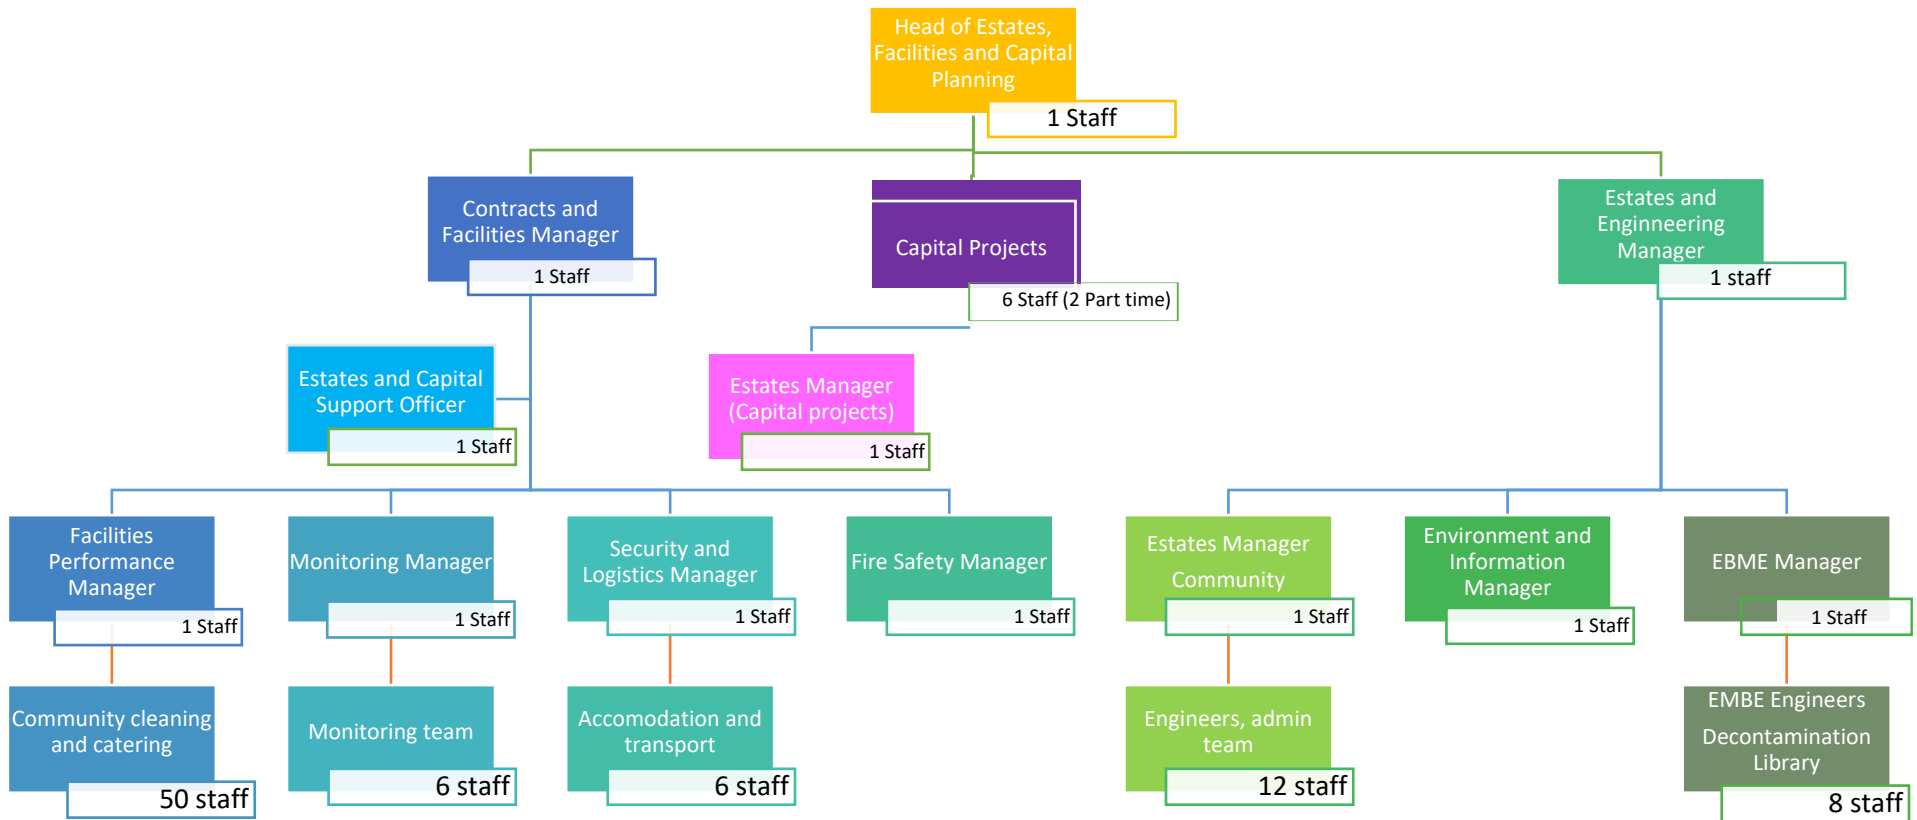 Head of Estates,
Facilities and Capital
Planning
1 Staff
Contracts and
Facilities Manager
1 Staff
Capital Projects
6 Staff (2 Part time)
Estates and
Enginneering
Manager
1 staff
Estates and Capital
Support Officer
1 Staff
Estates Manager
(Capital projects)
1 Staff
Facilities
Performance
Manager
1 Staff
Monitoring Manager
1 Staff
Security and
Logistics Manager
1 Staff
Fire Safety Manager
1 Staff
Estates Manager
Community
1 Staff
Environment and
Information
Manager
1 Staff
EBME Manager
1 Staff
Community cleaning
and catering
50 staff
Monitoring team
6 staff
Accomodation and
transport
6 staff
Engineers, admin
team
12 staff
EMBE Engineers
Decontamination
Library
8 staff